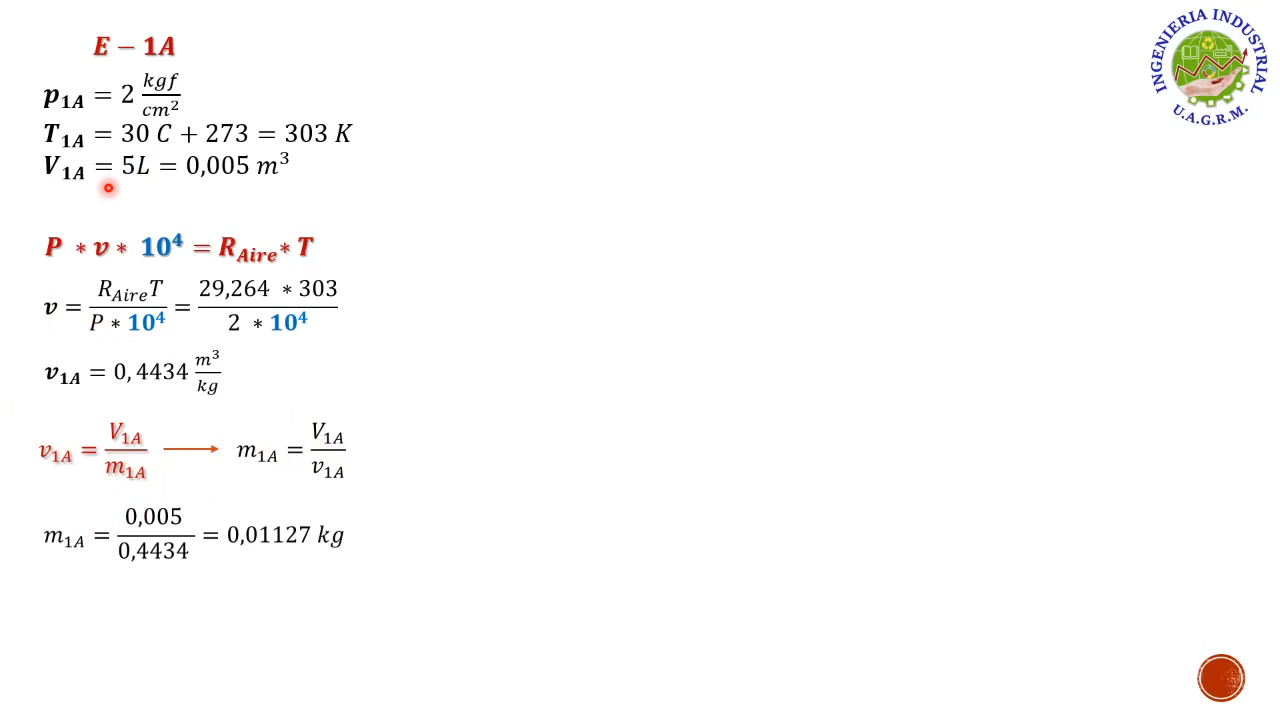 E − 1A
p₁A = 2 kgf/cm²
T₁A = 30 C + 273 = 303 K
V₁A = 5L = 0,005 m³
P * v * 10⁴ = R_Aire * T
v = R_Aire T / P * 10⁴ = 29,264 * 303 / 2 * 10⁴
v₁A = 0, 4434 m³/kg
v₁A = V₁A / m₁A → m₁A = V₁A / v₁A
m₁A = 0,005 / 0,4434 = 0,01127 kg
INGENIERIA INDUSTRIAL
U.A.G.R.M.